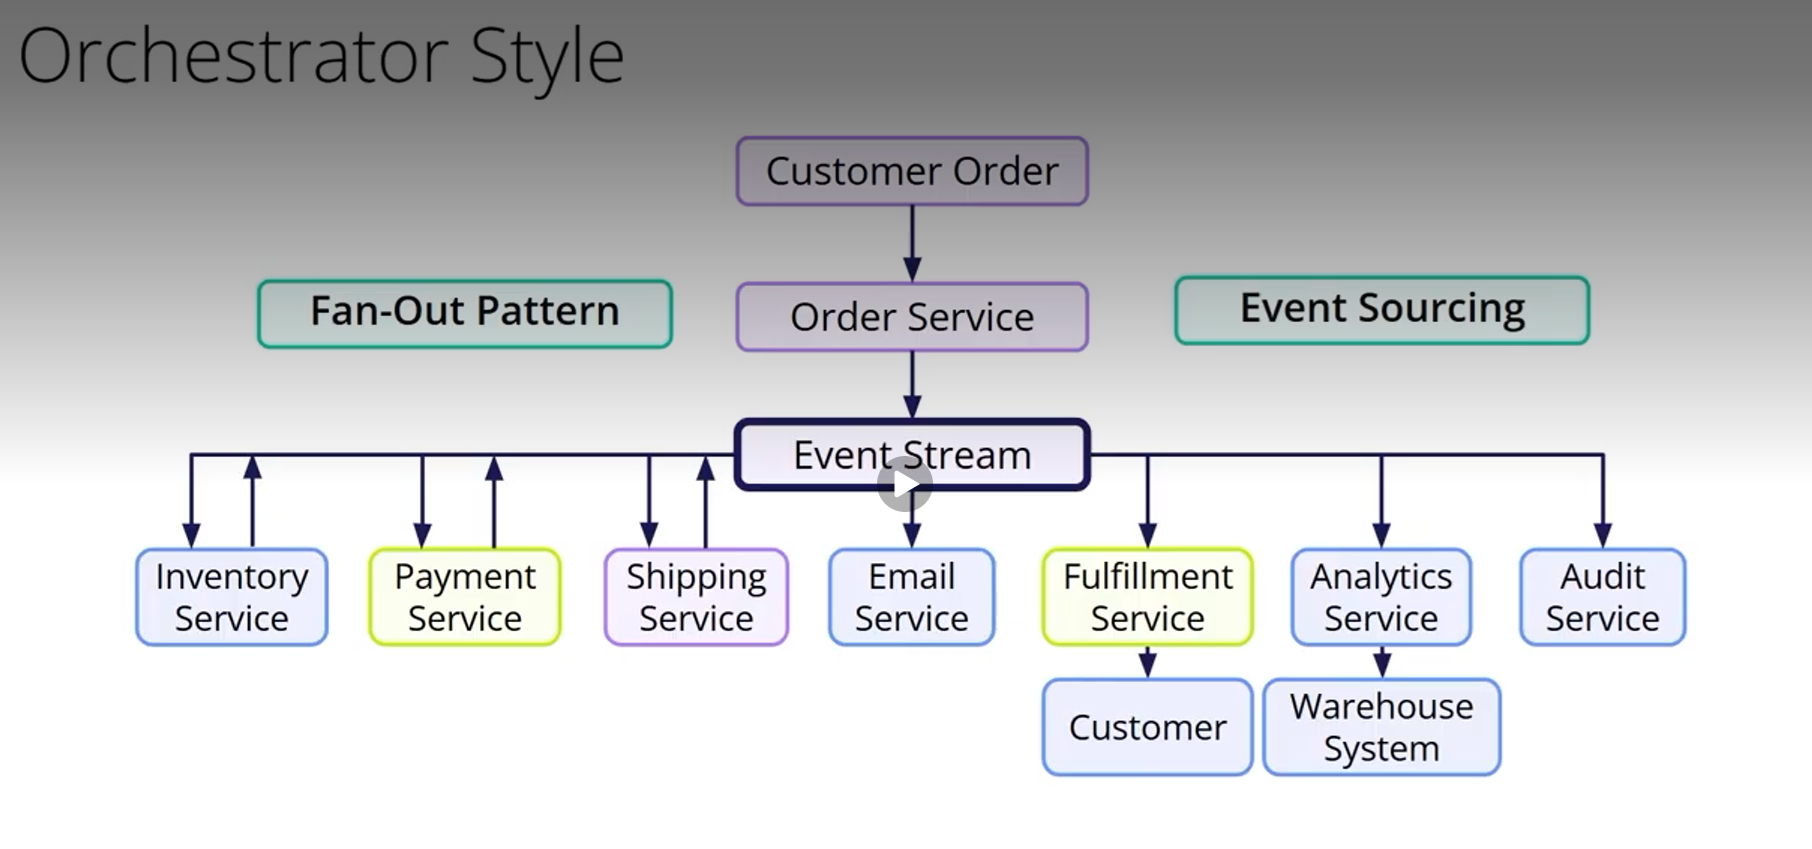 Orchestrator Style
Customer Order
Fan-Out Pattern
Order Service
Event Sourcing
Event Stream
Inventory
Service
Payment
Service
Shipping
Service
Email
Service
Fulfillment
Service
Analytics
Service
Audit
Service
Customer
Warehouse
System